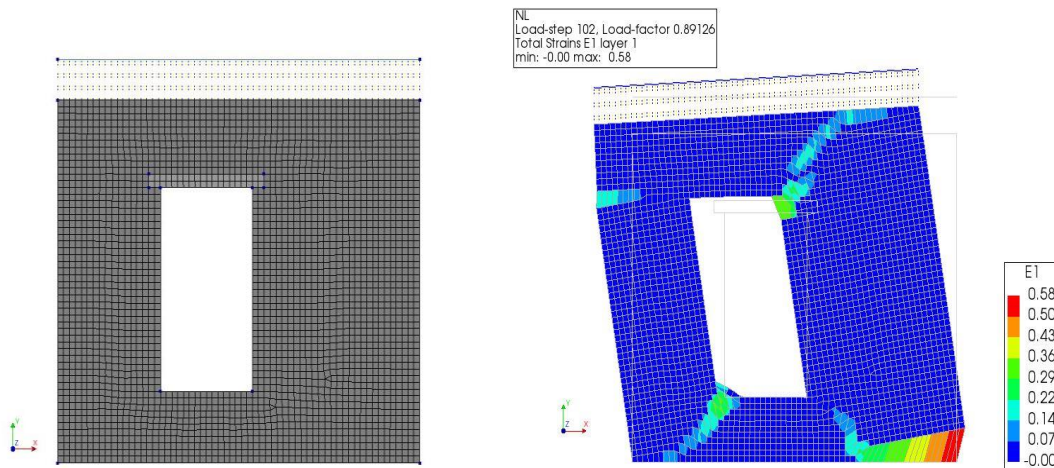 NL
Load-step 102, Load-factor 0.89126
Total Strains E1 layer 1
min: -0.00 max: 0.58
E1
0.58
0.50
0.43
0.36
0.29
0.22
0.14
0.07
-0.00
Y
Z X
Y
Z X